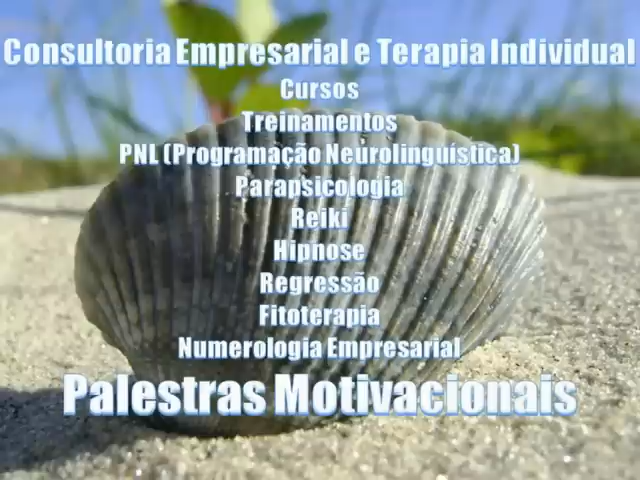 Consultoria Empresarial e Terapia Individual
Cursos
Treinamentos
PNL (Programação Neurolinguística)
Parapsicologia
Reiki
Hipnose
Regressão
Fitoterapia
Numerologia Empresarial
Palestras Motivacionais